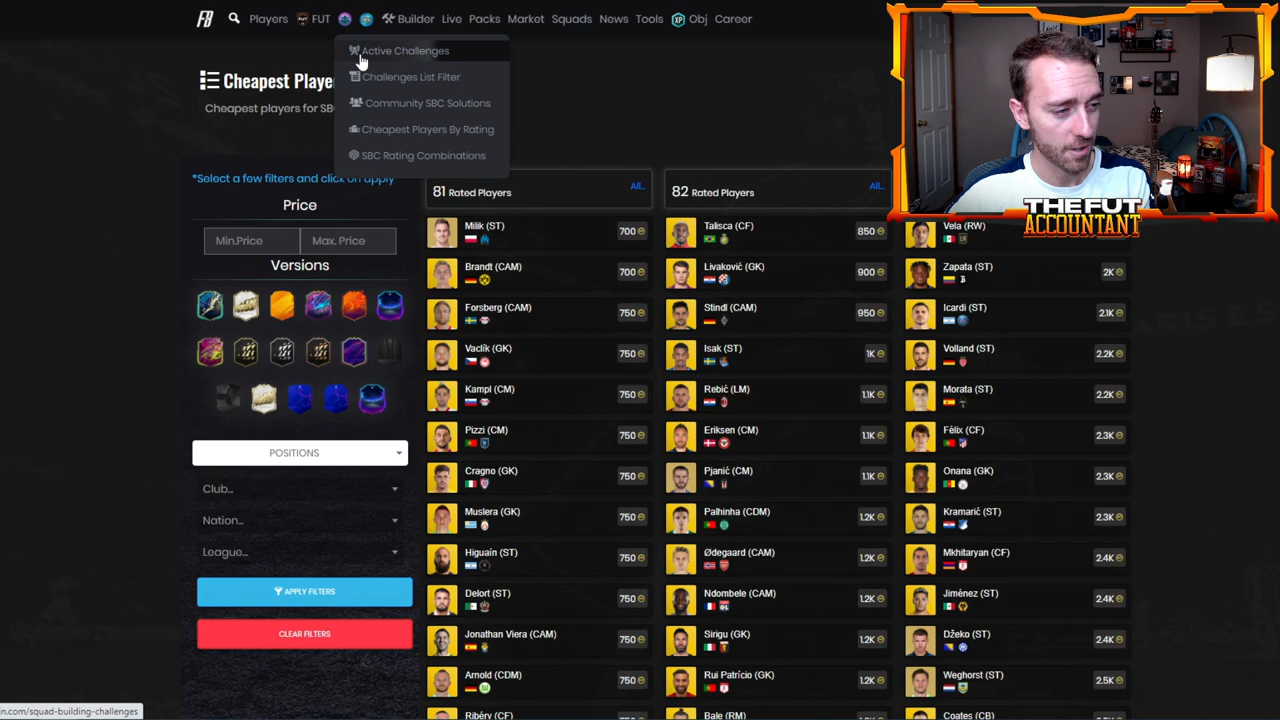 FB Players FUT Builder Live Packs Market Squads News Tools XP Obj Career
Active Challenges
Challenges List Filter
Community SBC Solutions
Cheapest Players By Rating
SBC Rating Combinations
Cheapest Player
Cheapest players for SB
*Select a few filters and click on apply
Price
Min.Price Max. Price
Versions
POSITIONS
Club...
Nation...
League...
APPLY FILTERS
CLEAR FILTERS
81 Rated Players All..
Milik (ST) 700
Brandt (CAM) 700
Forsberg (CAM) 750
Vaclík (GK) 750
Kampl (CM) 750
Pizzi (CM) 750
Cragno (GK) 750
Muslera (GK) 750
Higuaín (ST) 750
Delort (ST) 750
Jonathan Viera (CAM) 750
Arnold (CDM) 750
Ribéry (CF)
82 Rated Players All..
Talisca (CF) 850
Livaković (GK) 900
Stindl (CAM) 950
Isak (ST) 1K
Rebić (LM) 1.1K
Eriksen (CM) 1.1K
Pjanić (CM) 1.1K
Palhinha (CDM) 1.2K
Ødegaard (CAM) 1.2K
Ndombele (CAM) 1.2K
Sirigu (GK) 1.2K
Rui Patrício (GK) 1.2K
Bale (RM)
Vela (RW)
Zapata (ST) 2K
Icardi (ST) 2.1K
Volland (ST) 2.2K
Morata (ST) 2.2K
Félix (CF) 2.3K
Onana (GK) 2.3K
Kramarić (ST) 2.3K
Mkhitaryan (CF) 2.4K
Jiménez (ST) 2.4K
Džeko (ST) 2.4K
Weghorst (ST) 2.5K
Coates (CB)
THE FUT
ACCOUNTANT
in.com/squad-building-challenges